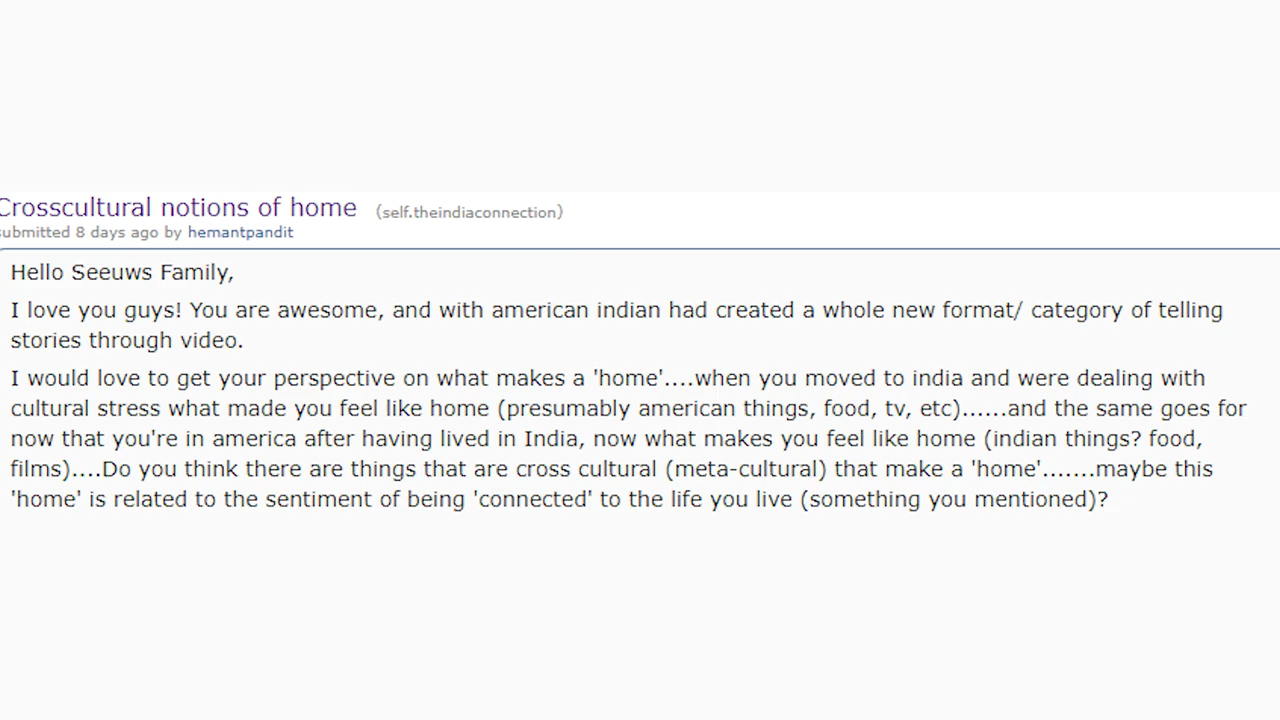 Crosscultural notions of home (self.theindiaconnection)
submitted 8 days ago by hemantpandit
Hello Seeuws Family,
I love you guys! You are awesome, and with american indian had created a whole new format/ category of telling
stories through video.
I would love to get your perspective on what makes a 'home'....when you moved to india and were dealing with
cultural stress what made you feel like home (presumably american things, food, tv, etc)......and the same goes for
now that you're in america after having lived in India, now what makes you feel like home (indian things? food,
films)....Do you think there are things that are cross cultural (meta-cultural) that make a 'home'.......maybe this
'home' is related to the sentiment of being 'connected' to the life you live (something you mentioned)?